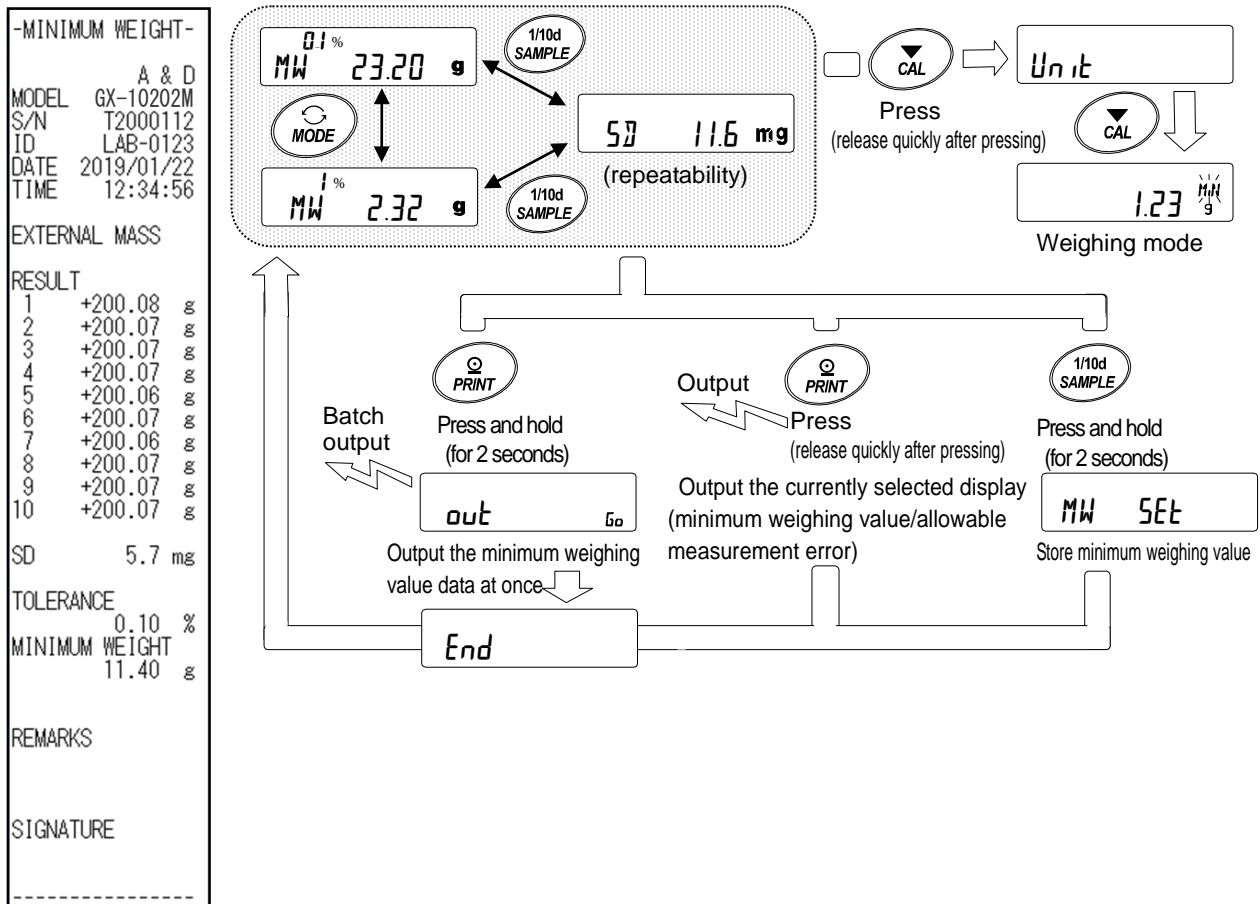 -MINIMUM WEIGHT-
A & D
MODEL GX-10202M
S/N T2000112
ID LAB-0123
DATE 2019/01/22
TIME 12:34:56
EXTERNAL MASS
RESULT
1 +200.08 g
2 +200.07 g
3 +200.07 g
4 +200.07 g
5 +200.06 g
6 +200.07 g
7 +200.06 g
8 +200.07 g
9 +200.07 g
10 +200.07 g
SD 5.7 mg
TOLERANCE
0.10 %
MINIMUM WEIGHT
11.40 g
REMARKS
SIGNATURE
----------------
0.1 %
MW 23.20 g
1/10d
SAMPLE
MODE
1 %
MW 2.32 g
1/10d
SAMPLE
SD 11.6 mg
(repeatability)
CAL
Press
(release quickly after pressing)
Unit
CAL
1.23 MiN g
Weighing mode
PRINT
Press and hold
(for 2 seconds)
Batch
output
out Go
Output the minimum weighing
value data at once
End
PRINT
Output
Press
(release quickly after pressing)
Output the currently selected display
(minimum weighing value/allowable
measurement error)
1/10d
SAMPLE
Press and hold
(for 2 seconds)
MW SEt
Store minimum weighing value